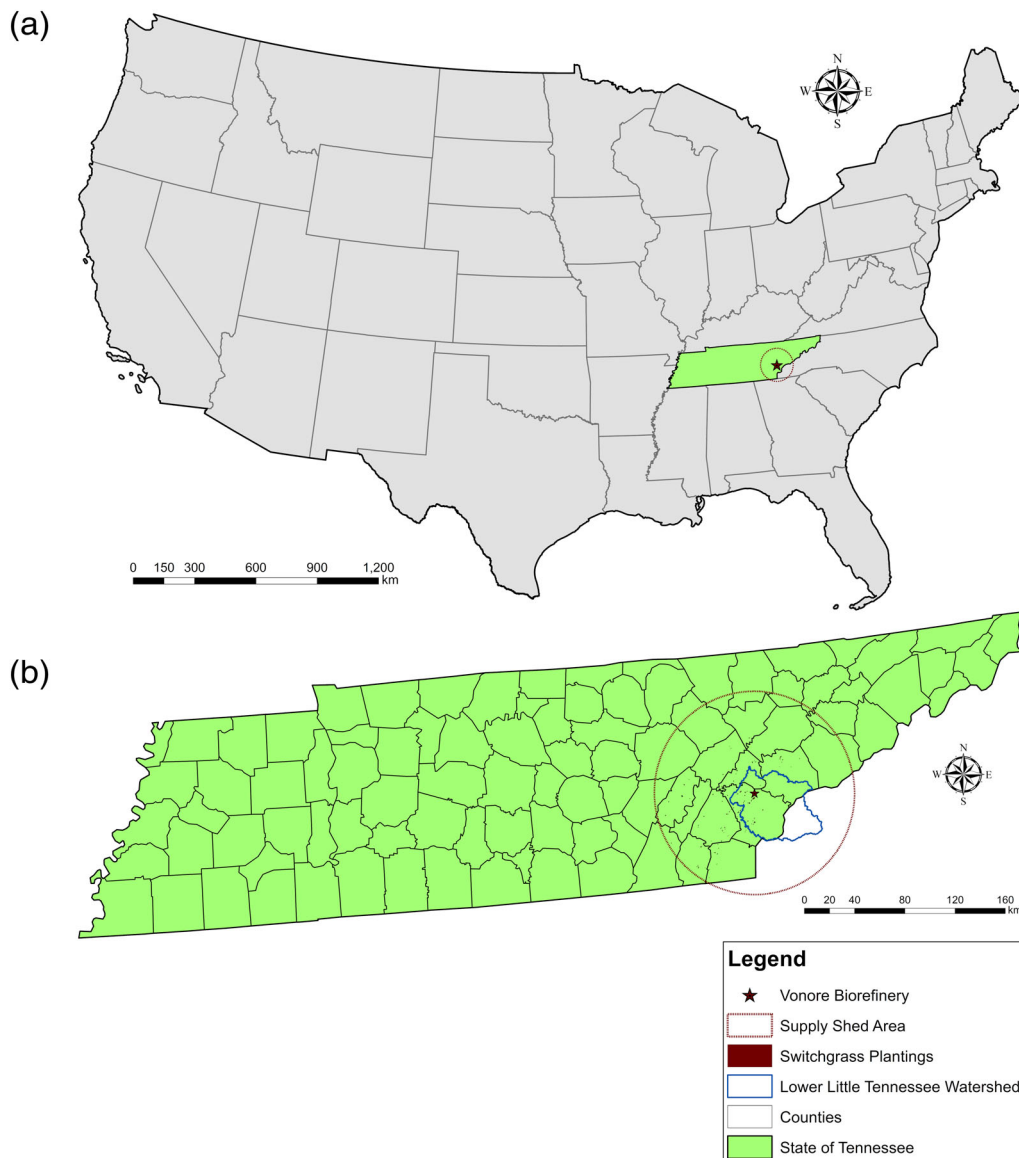 (a)
N
W E
S
0 150 300 600 900 1,200
km
(b)
N
W E
S
0 20 40 80 120 160
km
Legend
Vonore Biorefinery
Supply Shed Area
Switchgrass Plantings
Lower Little Tennessee Watershed
Counties
State of Tennessee